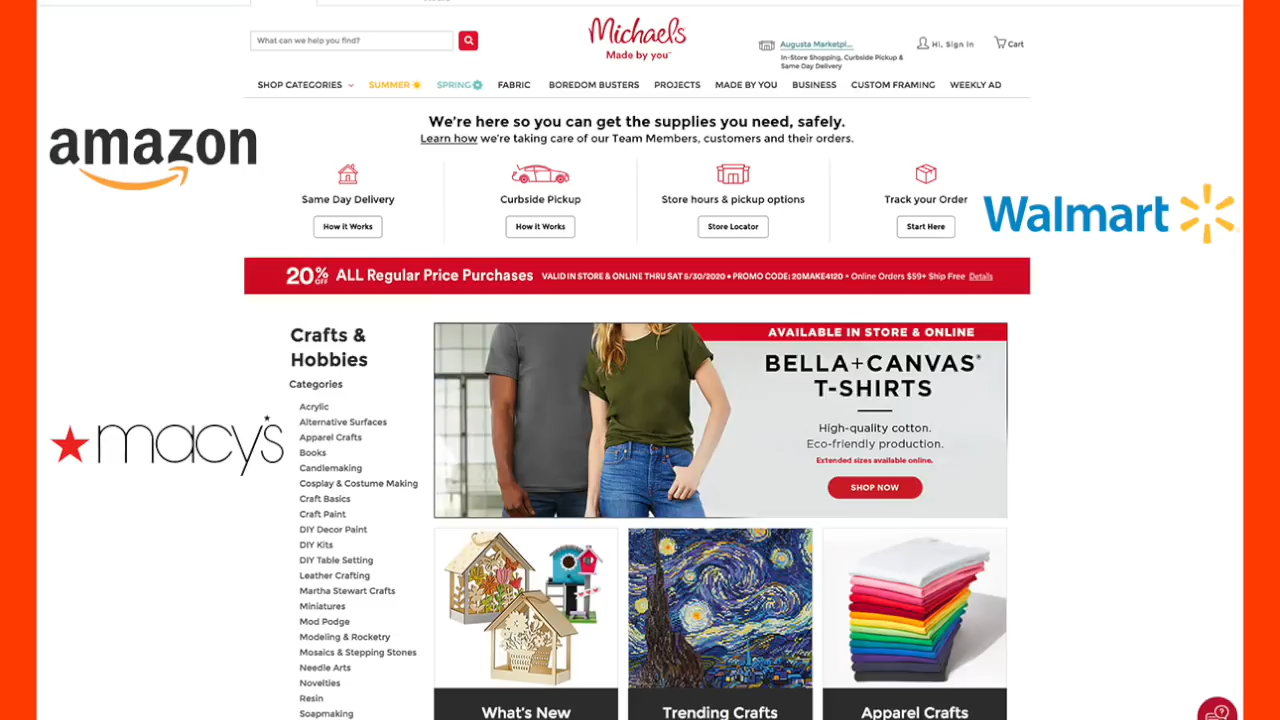 What can we help you find?
Michaels
Made by you™
Augusta Marketpl...
In-Store Shopping, Curbside Pickup &
Same Day Delivery
Hi, Sign In
Cart
SHOP CATEGORIES
SUMMER
SPRING
FABRIC
BOREDOM BUSTERS
PROJECTS
MADE BY YOU
BUSINESS
CUSTOM FRAMING
WEEKLY AD
We're here so you can get the supplies you need, safely.
Learn how we're taking care of our Team Members, customers and their orders.
amazon
Same Day Delivery
How it Works
Curbside Pickup
How it Works
Store hours & pickup options
Store Locator
Track your Order
Start Here
Walmart
20% OFF ALL Regular Price Purchases VALID IN STORE & ONLINE THRU SAT 5/30/2020 • PROMO CODE: 20MAKE4120 • Online Orders $59+ Ship Free Details
Crafts &
Hobbies
Categories
Acrylic
Alternative Surfaces
Apparel Crafts
Books
Candlemaking
Cosplay & Costume Making
Craft Basics
Craft Paint
DIY Decor Paint
DIY Kits
DIY Table Setting
Leather Crafting
Martha Stewart Crafts
Miniatures
Mod Podge
Modeling & Rocketry
Mosaics & Stepping Stones
Needle Arts
Novelties
Resin
Soapmaking
macy's
AVAILABLE IN STORE & ONLINE
BELLA+CANVAS®
T-SHIRTS
High-quality cotton.
Eco-friendly production.
Extended sizes available online.
SHOP NOW
What's New
Trending Crafts
Apparel Crafts